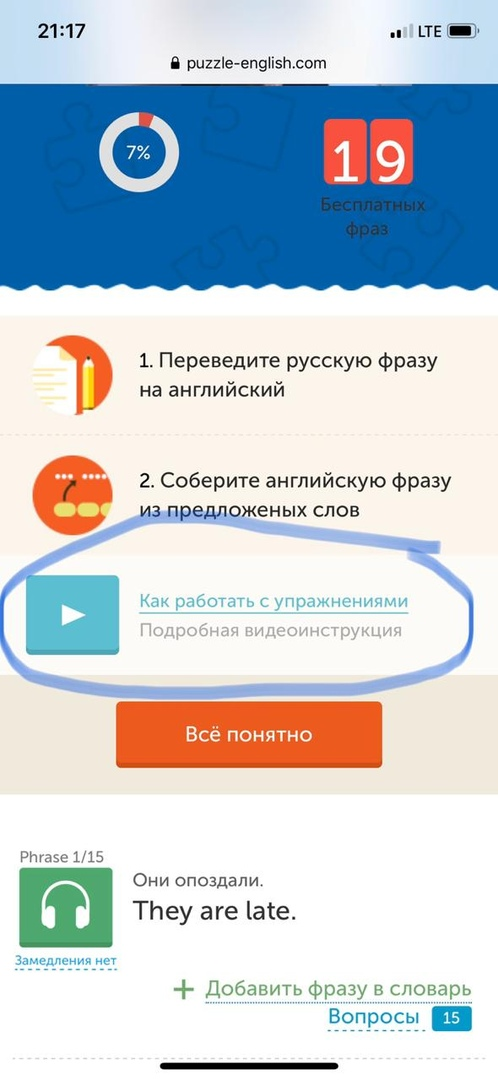 21:17
LTE
puzzle-english.com
7%
19
Бесплатных
фраз
1. Переведите русскую фразу
на английский
2. Соберите английскую фразу
из предложеных слов
Как работать с упражнениями
Подробная видеоинструкция
Всё понятно
Phrase 1/15
Они опоздали.
They are late.
Замедления нет
+ Добавить фразу в словарь
Вопросы 15